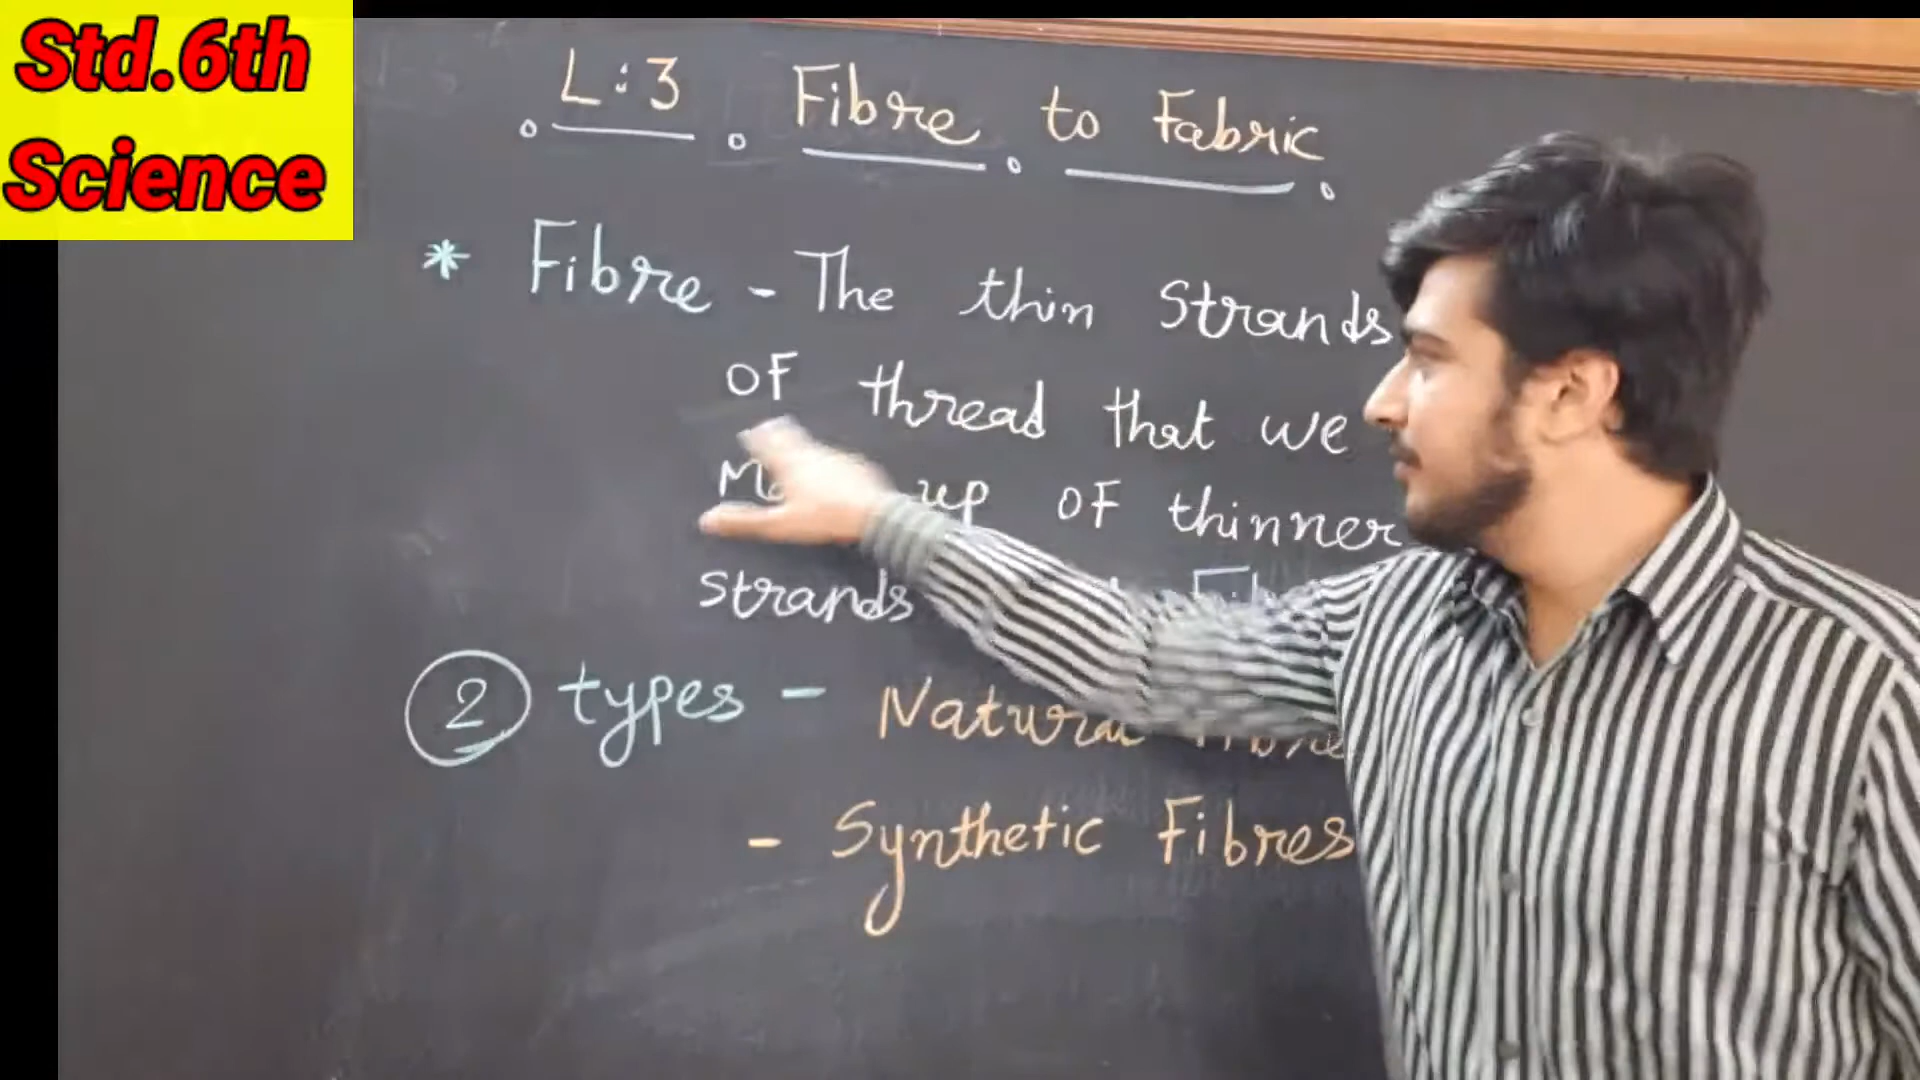 Std.6th
Science
L:3 Fibre to Fabric
* Fibre - The thin Strands
OF thread that we
up OF thinner
strands
2 types - Natural Fibre
- Synthetic Fibres